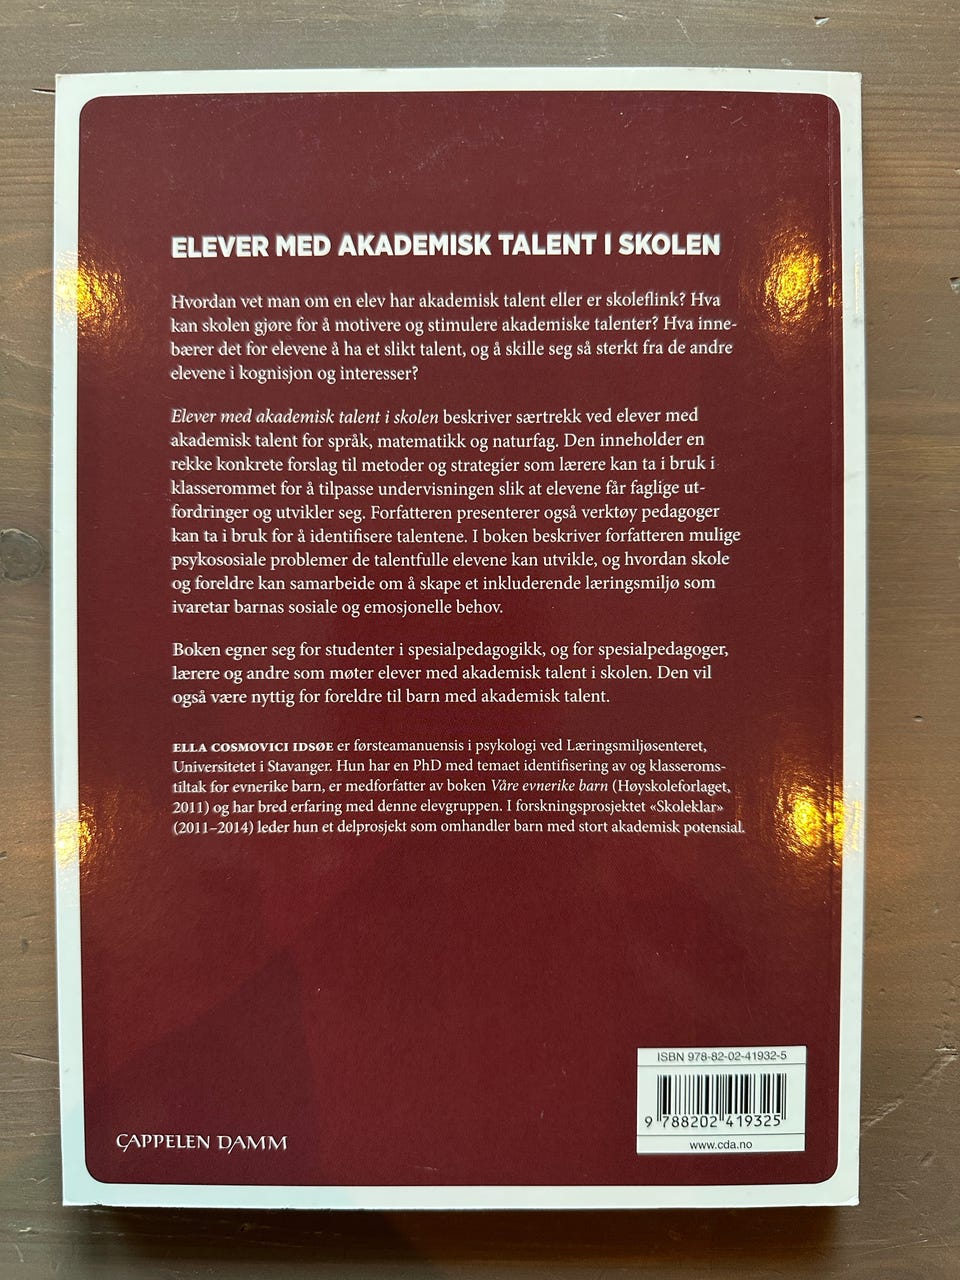 ELEVER MED AKADEMISK TALENT I SKOLEN
Hvordan vet man om en elev har akademisk talent eller er skoleflink? Hva
kan skolen gjøre for å motivere og stimulere akademiske talenter? Hva inne-
bærer det for elevene å ha et slikt talent, og å skille seg så sterkt fra de andre
elevene i kognisjon og interesser?
Elever med akademisk talent i skolen beskriver særtrekk ved elever med
akademisk talent for språk, matematikk og naturfag. Den inneholder en
rekke konkrete forslag til metoder og strategier som lærere kan ta i bruk i
klasserommet for å tilpasse undervisningen slik at elevene får faglige ut-
fordringer og utvikler seg. Forfatteren presenterer også verktøy pedagoger
kan ta i bruk for å identifisere talentene. I boken beskriver forfatteren mulige
psykososiale problemer de talentfulle elevene kan utvikle, og hvordan skole
og foreldre kan samarbeide om å skape et inkluderende læringsmiljø som
ivaretar barnas sosiale og emosjonelle behov.
Boken egner seg for studenter i spesialpedagogikk, og for spesialpedagoger,
lærere og andre som møter elever med akademisk talent i skolen. Den vil
også være nyttig for foreldre til barn med akademisk talent.
ELLA COSMOVICI IDSØE er førsteamanuensis i psykologi ved Læringsmiljøsenteret,
Universitetet i Stavanger. Hun har en PhD med temaet identifisering av og klasseroms-
tiltak for evnerike barn, er medforfatter av boken Våre evnerike barn (Høyskoleforlaget,
2011) og har bred erfaring med denne elevgruppen. I forskningsprosjektet «Skoleklar»
(2011–2014) leder hun et delprosjekt som omhandler barn med stort akademisk potensial.
ISBN 978-82-02-41932-5
9 788202 419325
www.cda.no
CAPPELEN DAMM